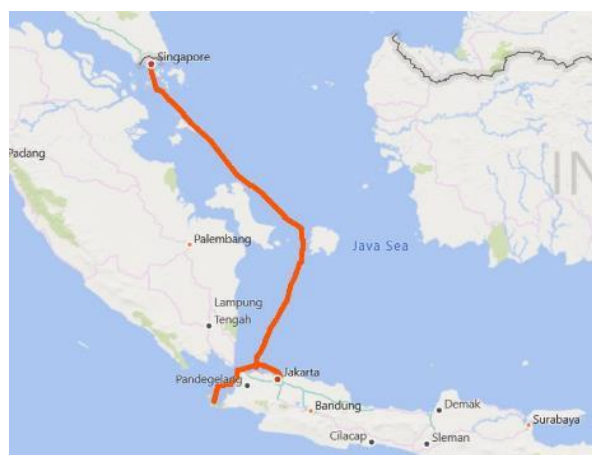 Singapore
Padang
Palembang
Java Sea
IN
Lampung
Tengah
Pandegelang
Jakarta
Bandung
Demak
Surabaya
Cilacap
Sleman